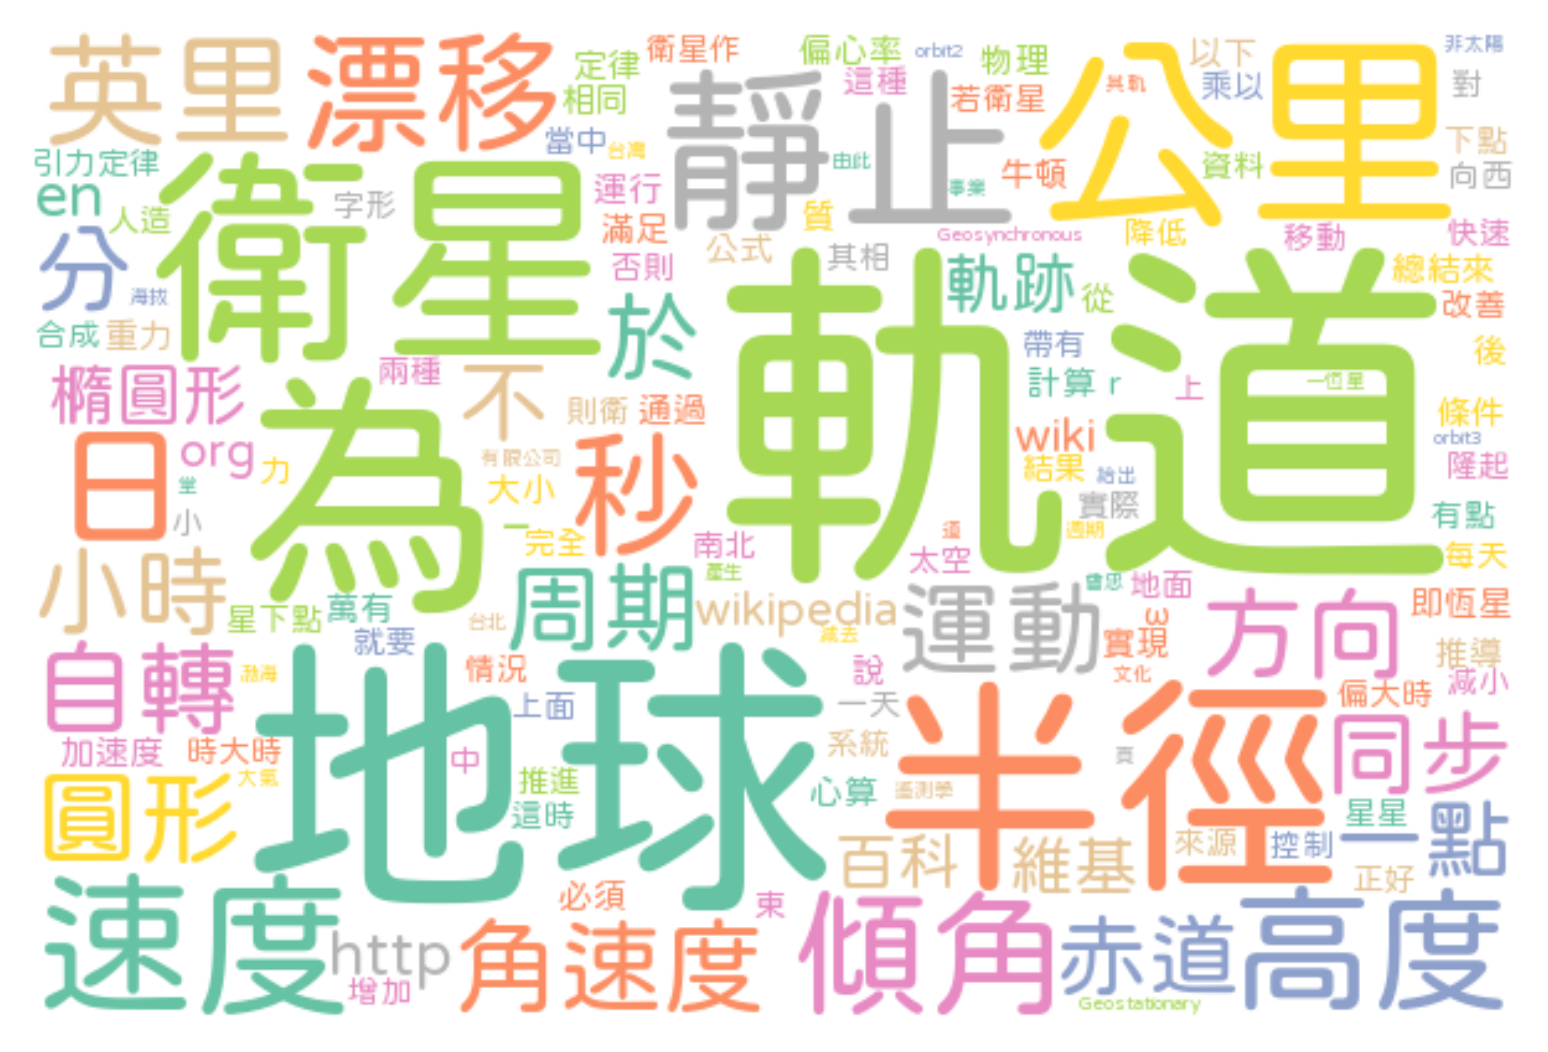 英里
漂移
定律
衛星作
偏心率
orbit2
物理
以下
非太陽
相同
靜止
這種
若衛星
公里
其軌
乘以
對
引力定律
當中
台灣
由此
牛頓
資料
下點
向西
en
人造
衛星
字形
運行
事業
滿足
質
Geosynchronous
降低
移動
快速
分
公式
其相
否則
軌跡
從
總結來
海拔
於
軌道
改善
合成
重力
帶有
後
橢圓形
兩種
為
不
計算
r
上
一恆星
則衛
通過
條件
日
org
力
wiki
orbit3
有限公司
秒
結果
給出
隆起
小
大小
實際
有點
完全
南北
道
週期
太空
每天
小時
產生
地面
星下點
萬有
周期
wikipedia
運動
方向
即恆星
台北
減去
ω
就要
實現
推導
自轉
渤海
地球
情況
說
文化
減小
偏大時
上面
一天
半徑
同步
加速度
時大時
中
系統
圓形
大氣
推進
心算
遙測學
這時
星星
百科
維基
來源
控制
一點
正好
速度
http
必須
東
角速度
傾角
赤道
高度
增加
Geostationary